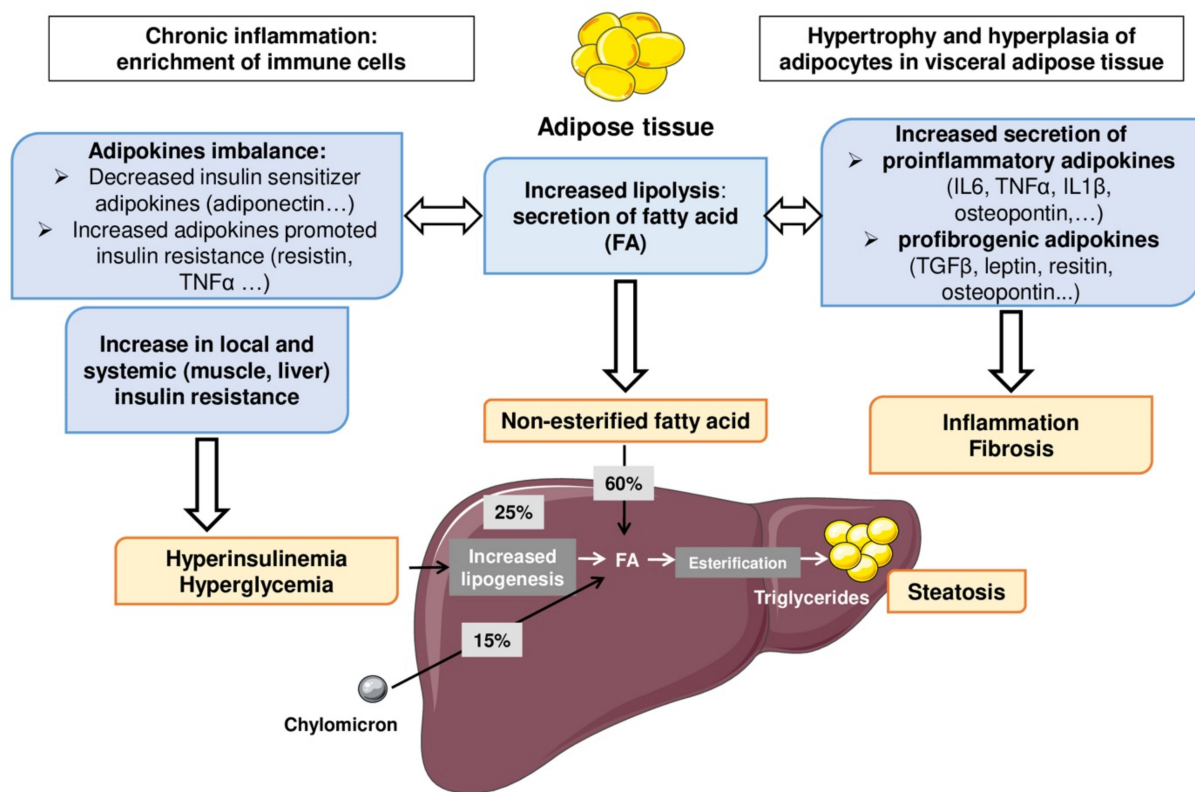 Chronic inflammation:
enrichment of immune cells
Hypertrophy and hyperplasia of
adipocytes in visceral adipose tissue
Adipose tissue
Adipokines imbalance:
➢ Decreased insulin sensitizer
adipokines (adiponectin…)
➢ Increased adipokines promoted
insulin resistance (resistin,
TNFα …)
Increased lipolysis:
secretion of fatty acid
(FA)
Increased secretion of
➢ proinflammatory adipokines
(IL6, TNFα, IL1β,
osteopontin,…)
➢ profibrogenic adipokines
(TGFβ, leptin, resitin,
osteopontin...)
Increase in local and
systemic (muscle, liver)
insulin resistance
Non-esterified fatty acid
Inflammation
Fibrosis
60%
25%
Hyperinsulinemia
Hyperglycemia
Increased
lipogenesis
FA
Esterification
Triglycerides
Steatosis
15%
Chylomicron